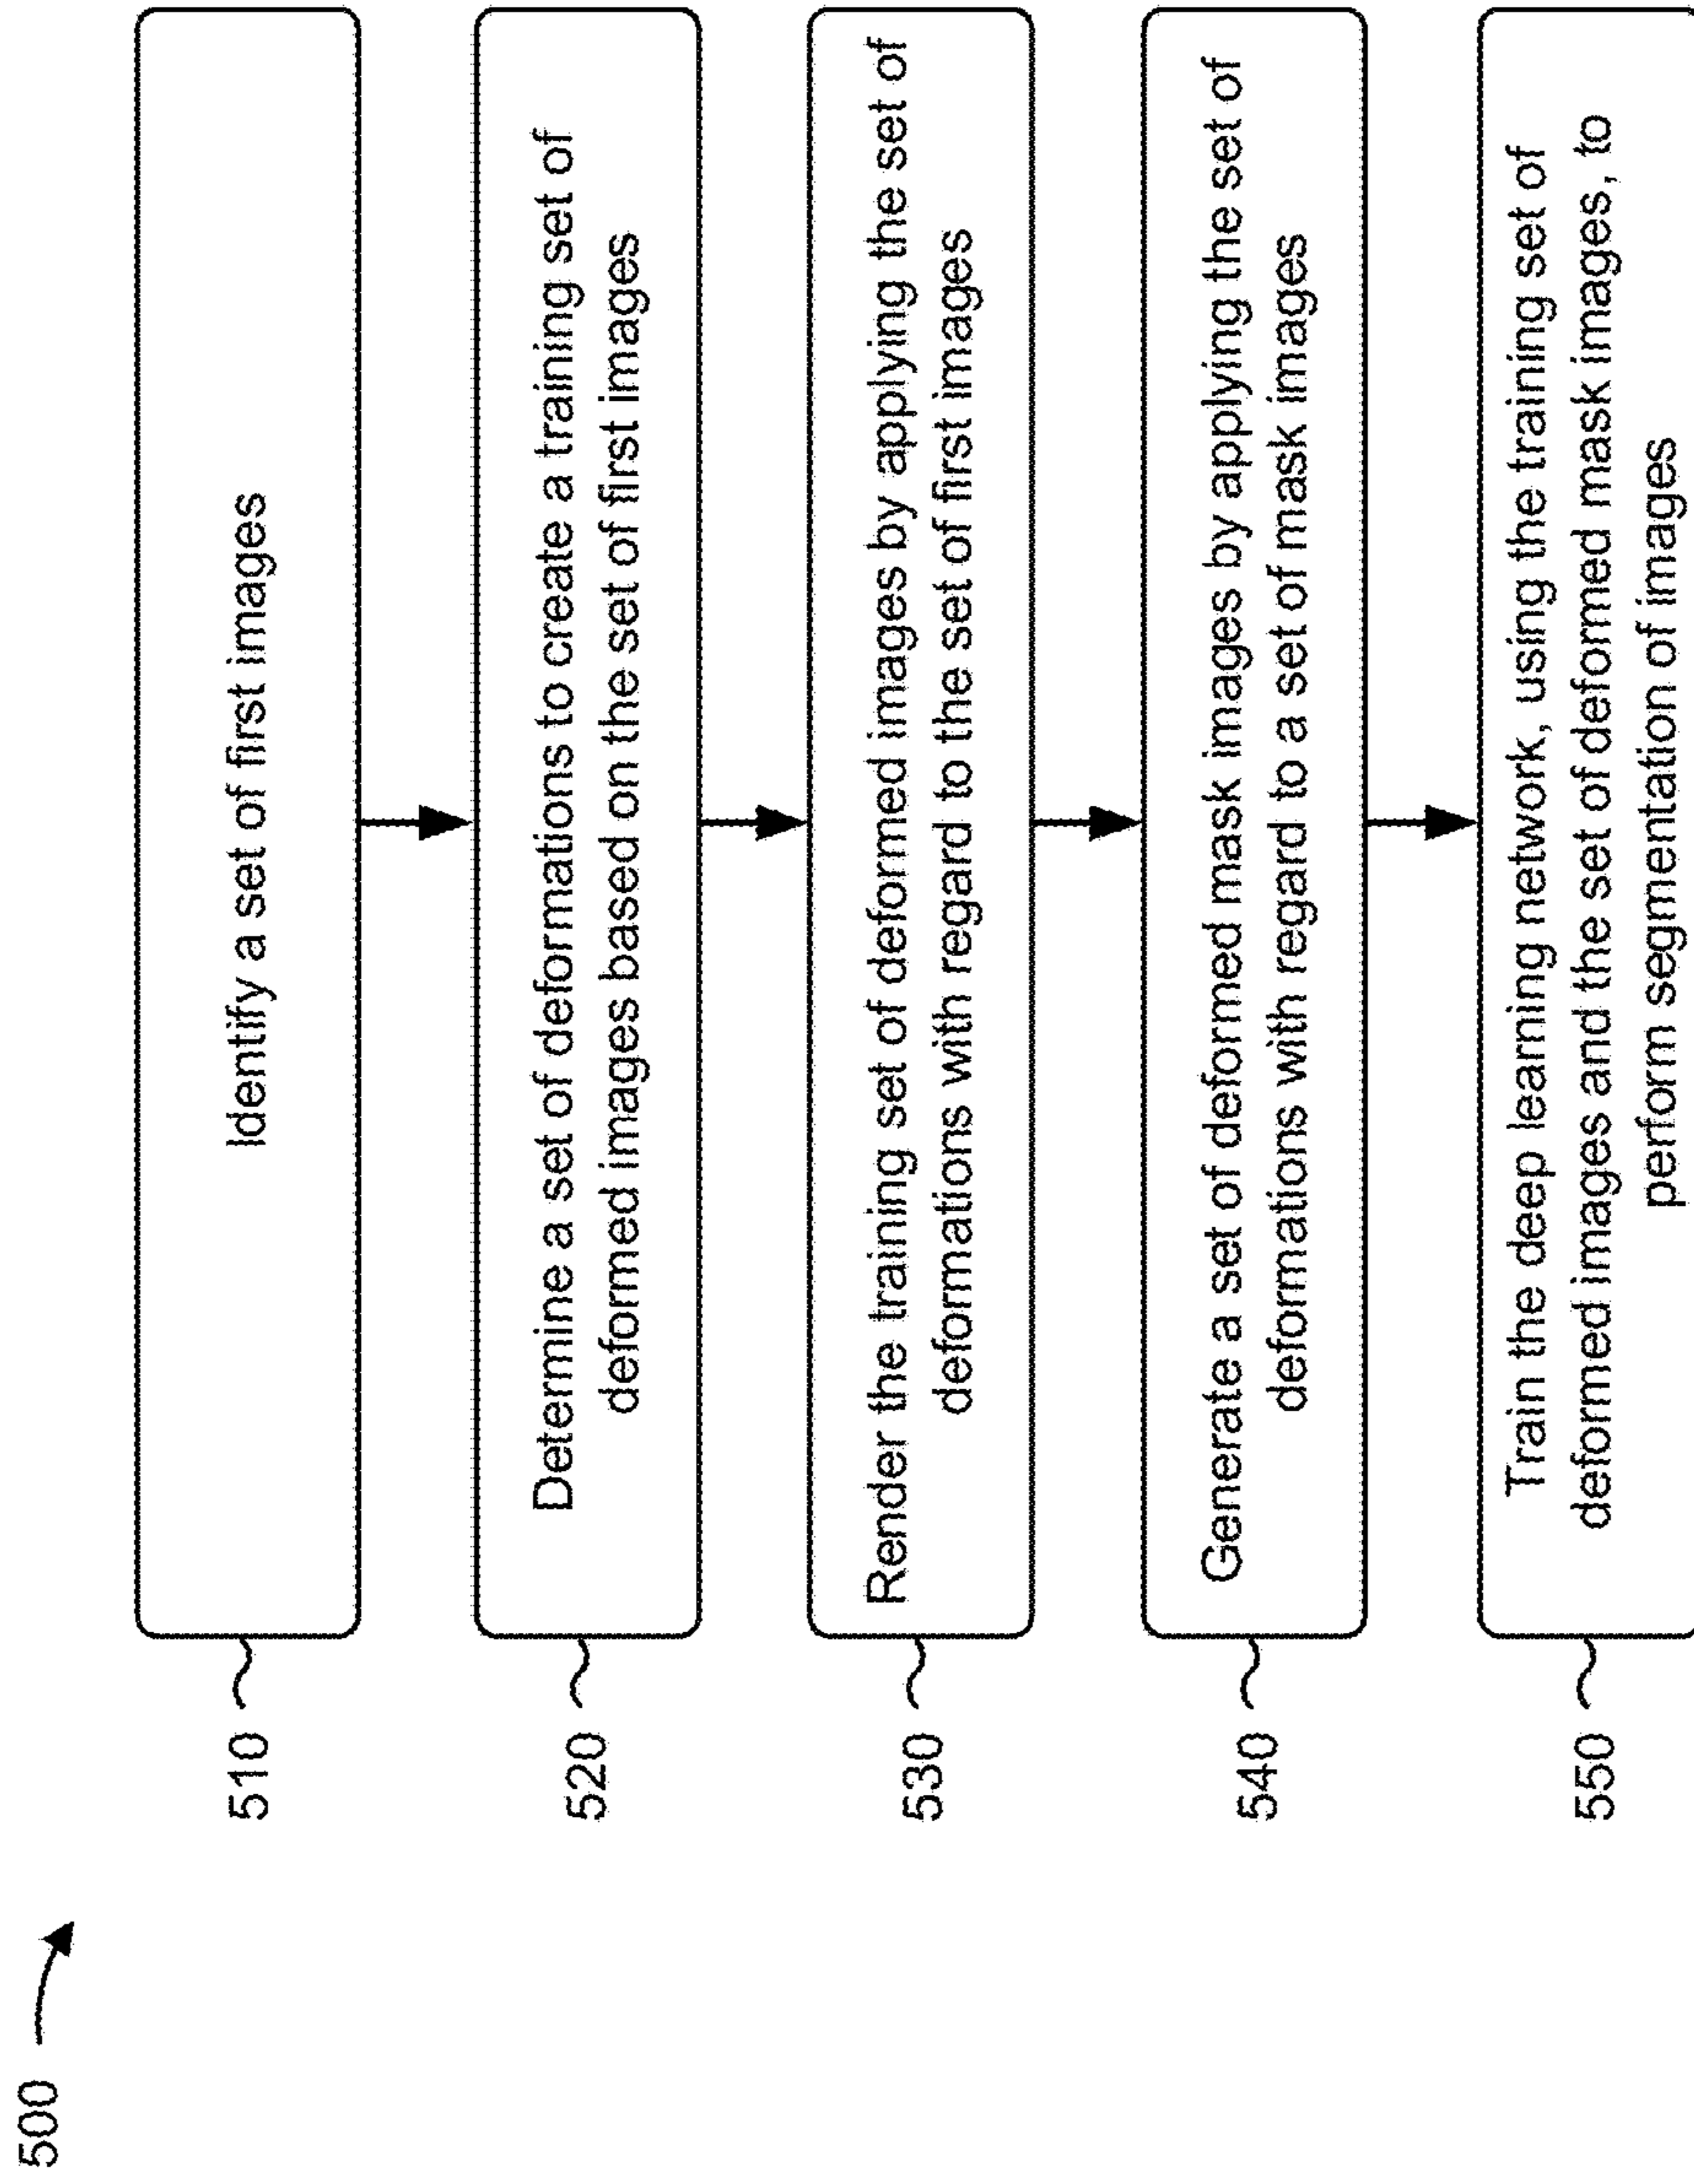 500
510
Identify a set of first images
520
Determine a set of deformations to create a training set of
deformed images based on the set of first images
530
Render the training set of deformed images by applying the set of
deformations with regard to the set of first images
540
Generate a set of deformed mask images by applying the set of
deformations with regard to a set of mask images
550
Train the deep learning network, using the training set of
deformed images and the set of deformed mask images, to
perform segmentation of images